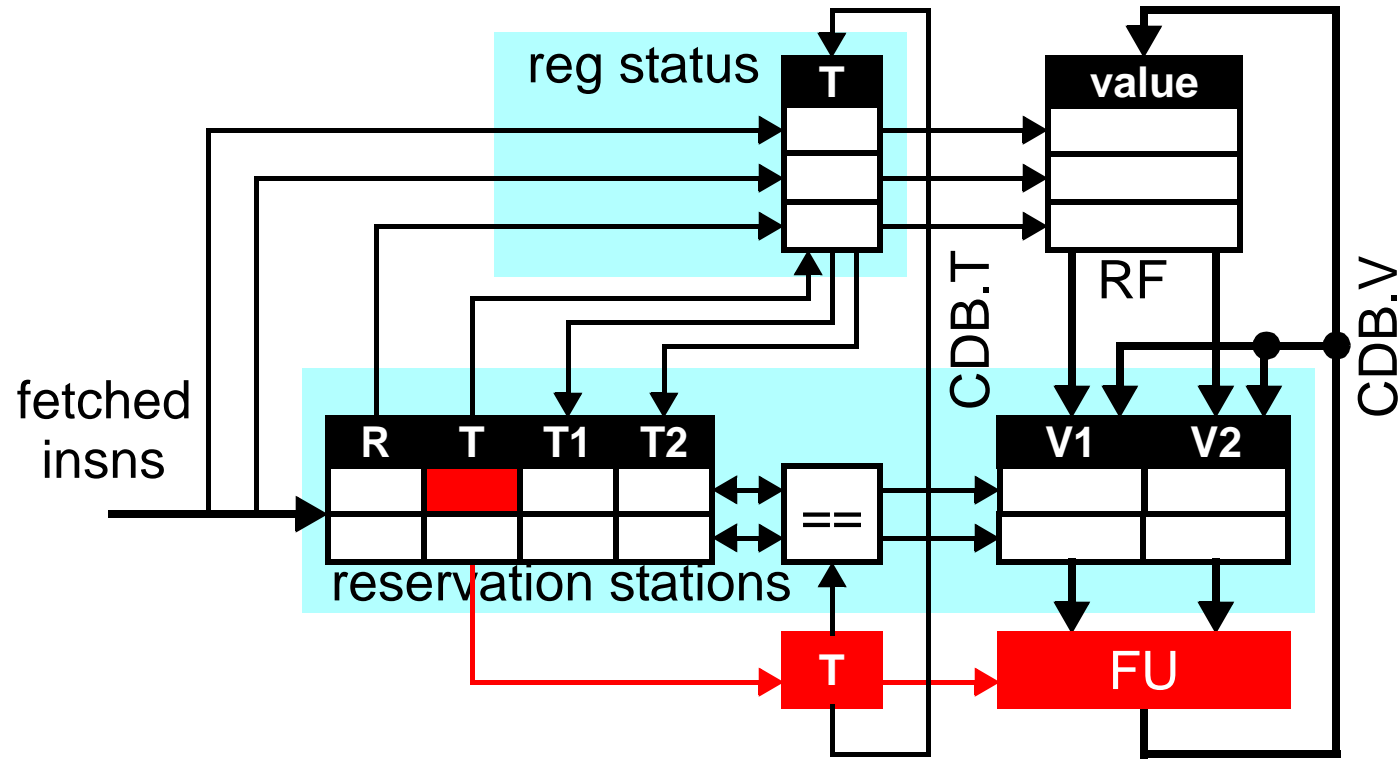 reg status
T
value
CDB.T
RF
CDB.V
fetched
insns
R T T1 T2
V1 V2
==
reservation stations
T
FU